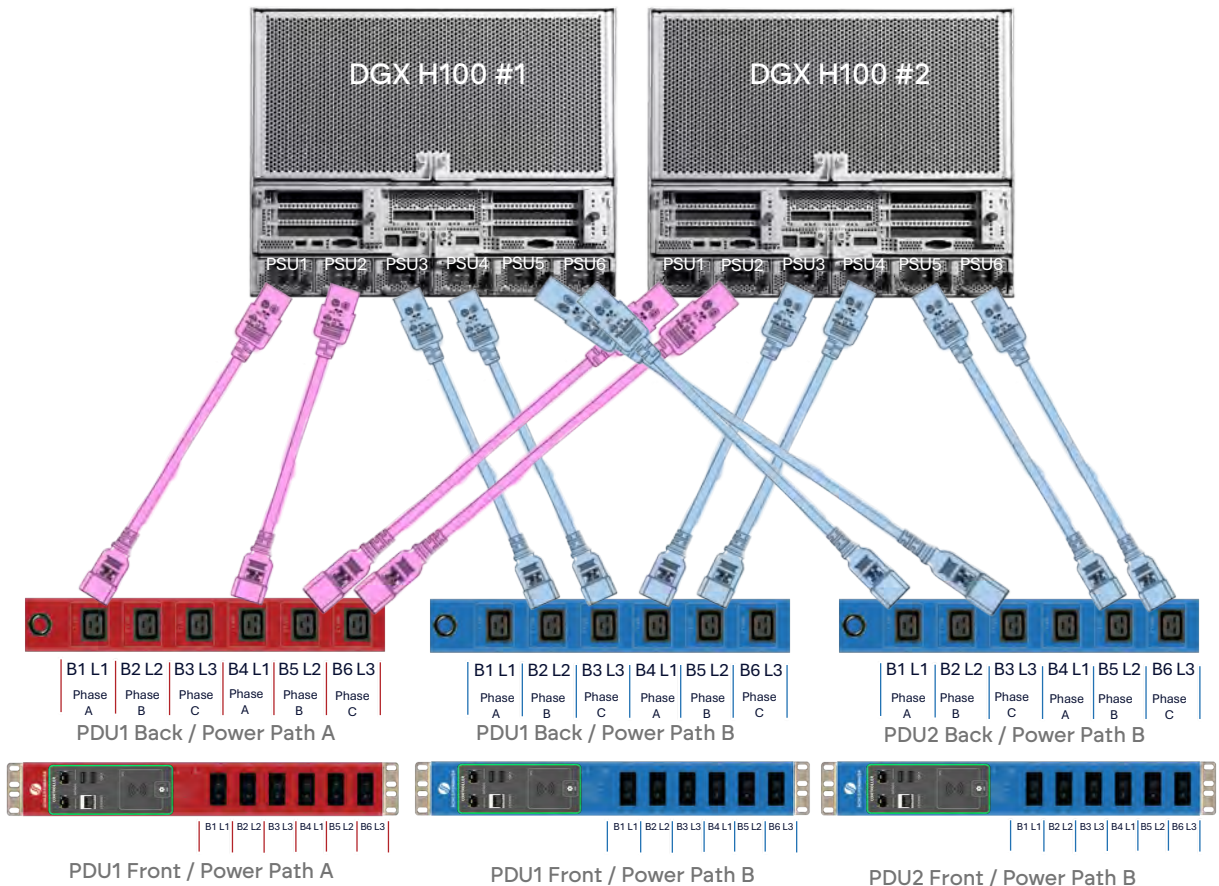 DGX H100 #1
DGX H100 #2
PSU1 PSU2 PSU3 PSU4 PSU5 PSU6
PSU1 PSU2 PSU3 PSU4 PSU5 PSU6
B1 L1 B2 L2 B3 L3 B4 L1 B5 L2 B6 L3
Phase A Phase B Phase C Phase A Phase B Phase C
PDU1 Back / Power Path A
B1 L1 B2 L2 B3 L3 B4 L1 B5 L2 B6 L3
Phase A Phase B Phase C Phase A Phase B Phase C
PDU1 Back / Power Path B
B1 L1 B2 L2 B3 L3 B4 L1 B5 L2 B6 L3
Phase A Phase B Phase C Phase A Phase B Phase C
PDU2 Back / Power Path B
CONTROLLER
B1 L1 B2 L2 B3 L3 B4 L1 B5 L2 B6 L3
PDU1 Front / Power Path A
CONTROLLER
B1 L1 B2 L2 B3 L3 B4 L1 B5 L2 B6 L3
PDU1 Front / Power Path B
CONTROLLER
B1 L1 B2 L2 B3 L3 B4 L1 B5 L2 B6 L3
PDU2 Front / Power Path B